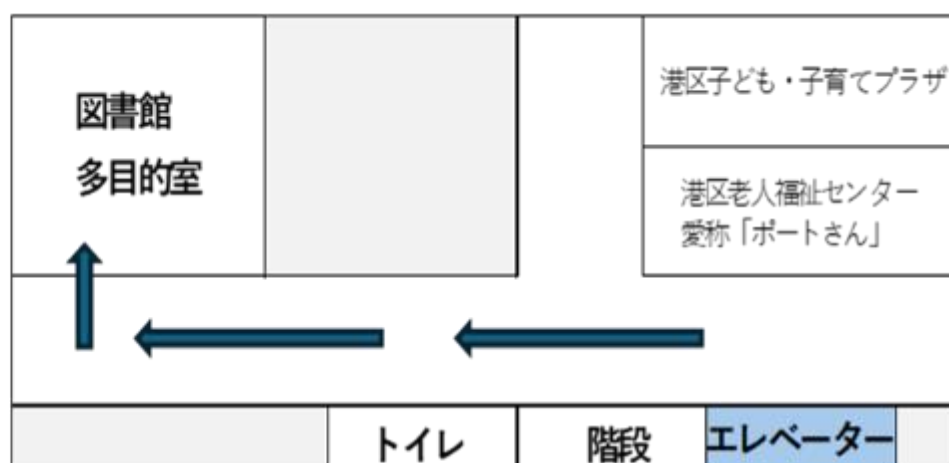 図書館
多目的室
港区子ども・子育てプラザ
港区老人福祉センター
愛称「ポートさん」
トイレ
階段
エレベーター